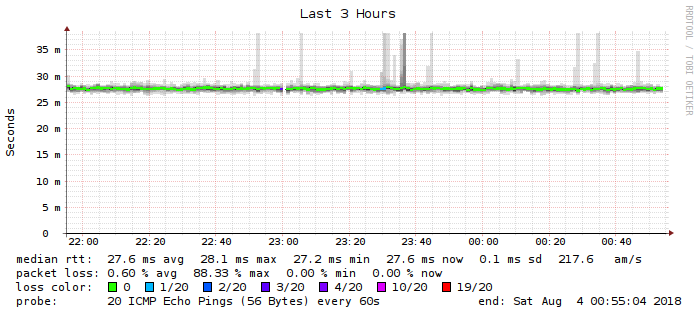 Last 3 Hours
RRDTOOL / TOBI OETIKER
Seconds
35 m
30 m
25 m
20 m
15 m
10 m
5 m
0
22:00 22:20 22:40 23:00 23:20 23:40 00:00 00:20 00:40
median rtt: 27.6 ms avg 28.1 ms max 27.2 ms min 27.6 ms now 0.1 ms sd 217.6 am/s
packet loss: 0.60 % avg 88.33 % max 0.00 % min 0.00 % now
loss color: 0 1/20 2/20 3/20 4/20 10/20 19/20
probe: 20 ICMP Echo Pings (56 Bytes) every 60s end: Sat Aug 4 00:55:04 2018